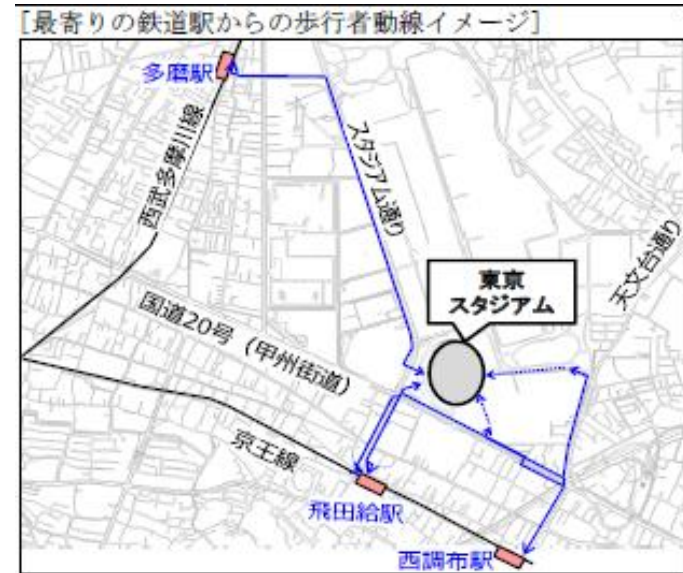 [最寄りの鉄道駅からの歩行者動線イメージ]
多磨駅
西武多摩川線
スタジアム通り
天文台通り
東京
スタジアム
国道20号（甲州街道）
京王線
飛田給駅
西調布駅